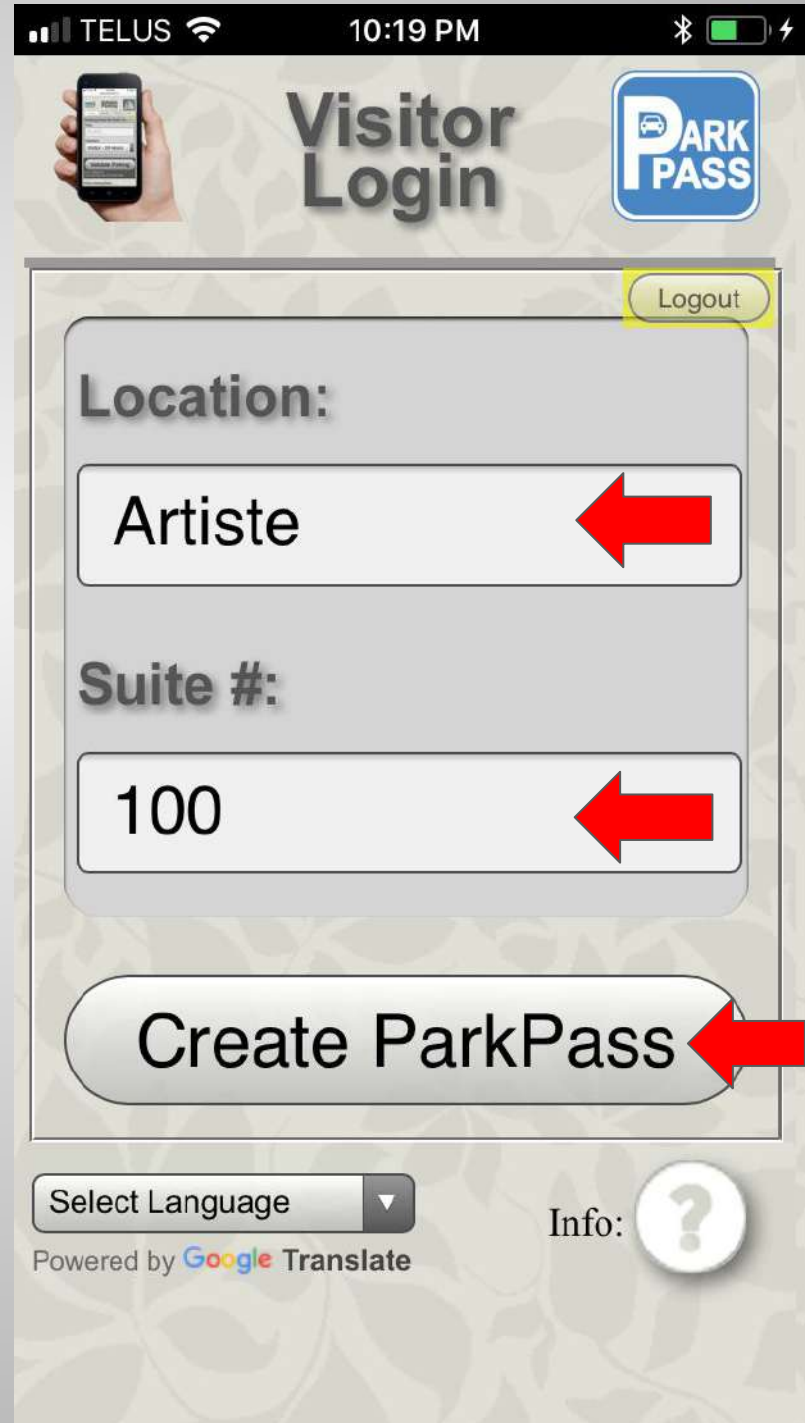 TELUS 10:19 PM
Visitor
Login
PARK
PASS
Logout
Location:
Artiste
Suite #:
100
Create ParkPass
Select Language
Info:
Powered by Google Translate